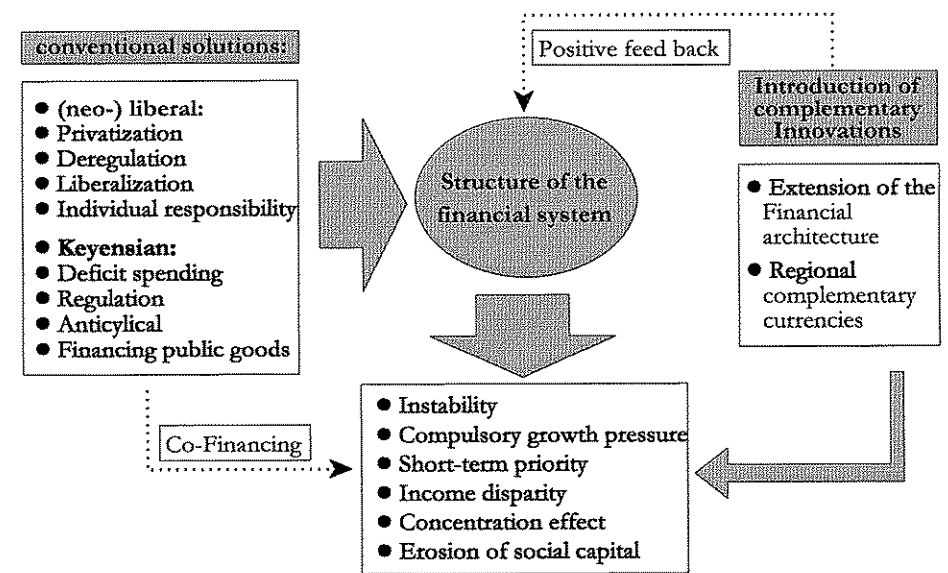 conventional solutions:
● (neo-) liberal:
● Privatization
● Deregulation
● Liberalization
● Individual responsibility
● Keyensian:
● Deficit spending
● Regulation
● Anticylical
● Financing public goods
Co-Financing
Positive feed back
Structure of the
financial system
Introduction of
complementary
Innovations
● Extension of the
Financial
architecture
● Regional
complementary
currencies
● Instability
● Compulsory growth pressure
● Short-term priority
● Income disparity
● Concentration effect
● Erosion of social capital